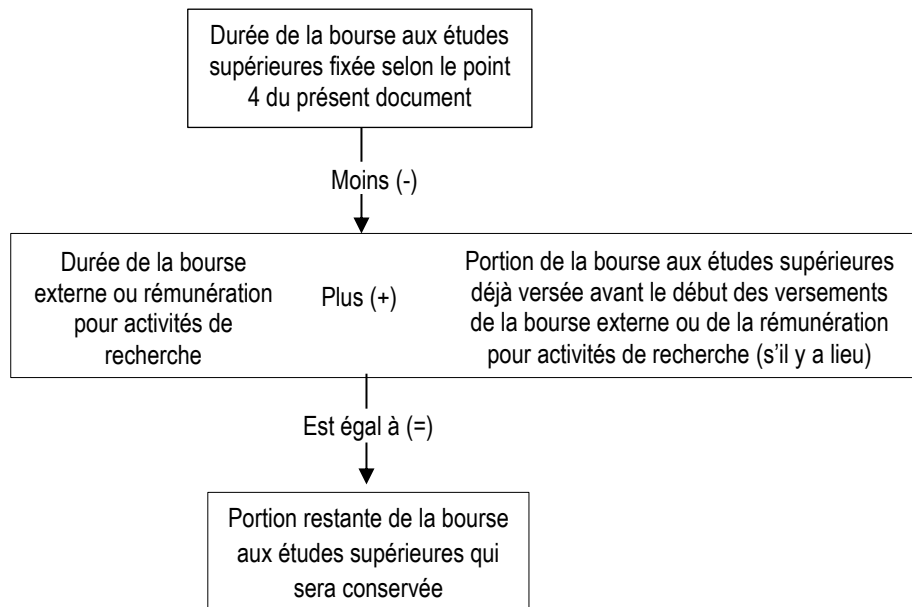 Durée de la bourse aux études
supérieures fixée selon le point
4 du présent document
Moins (-)
Durée de la bourse
externe ou rémunération
pour activités de
recherche
Plus (+)
Portion de la bourse aux études supérieures
déjà versée avant le début des versements
de la bourse externe ou de la rémunération
pour activités de recherche (s’il y a lieu)
Est égal à (=)
Portion restante de la bourse
aux études supérieures qui
sera conservée